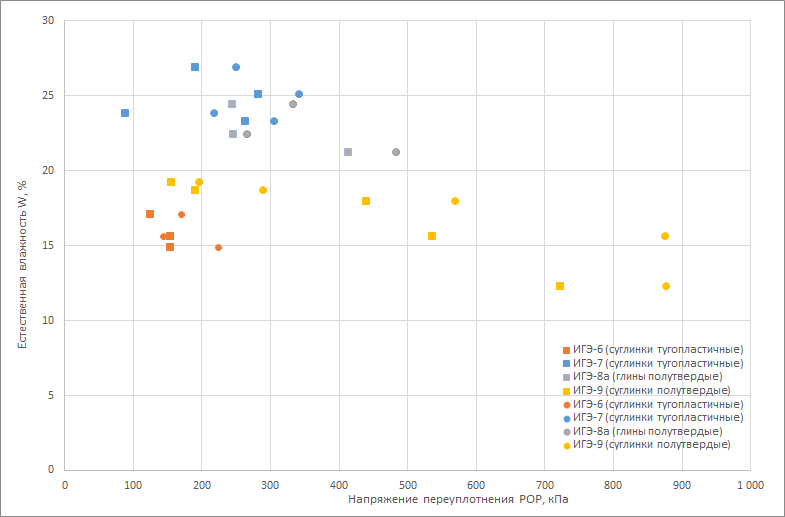 30
25
20
15
10
5
0
Естественная влажность W, %
0 100 200 300 400 500 600 700 800 900 1 000
Напряжение переуплотнения POP, кПа
ИГЭ-6 (суглинки тугопластичные)
ИГЭ-7 (суглинки тугопластичные)
ИГЭ-8а (глины полутвердые)
ИГЭ-9 (суглинки полутвердые)
ИГЭ-6 (суглинки тугопластичные)
ИГЭ-7 (суглинки тугопластичные)
ИГЭ-8а (глины полутвердые)
ИГЭ-9 (суглинки полутвердые)